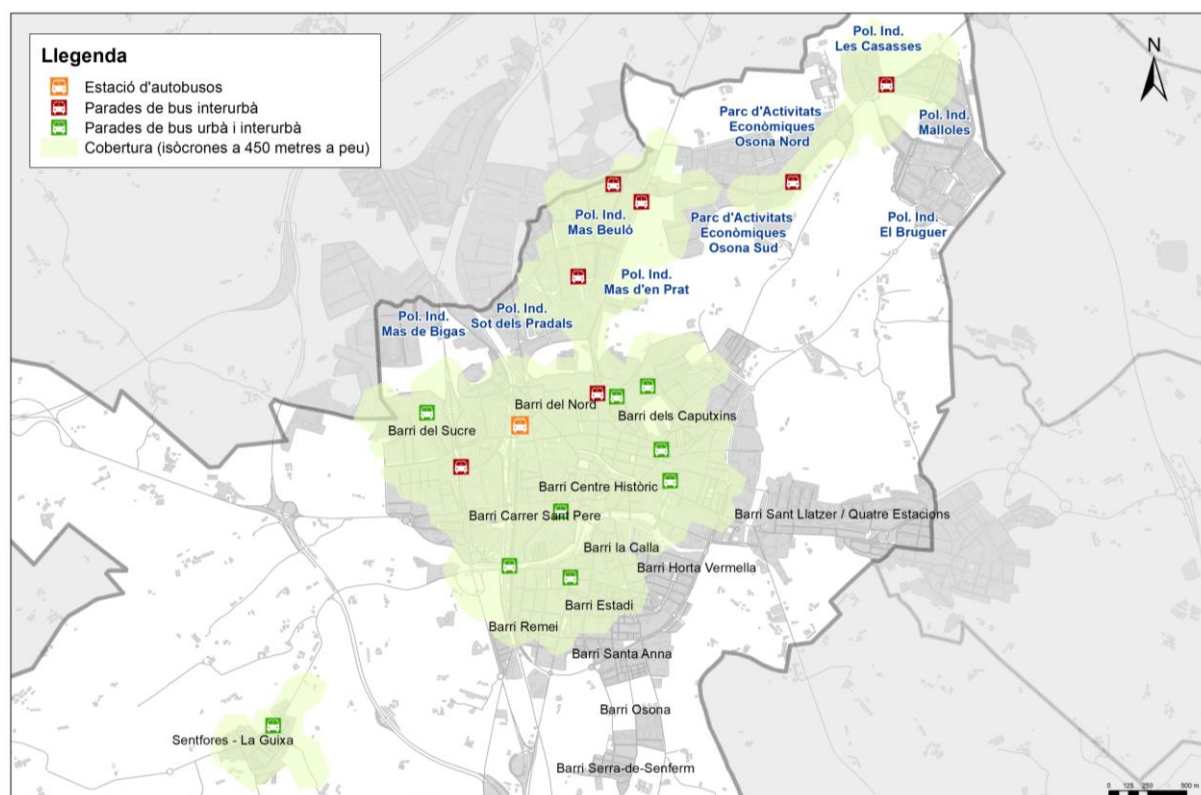 Llegenda
Estació d'autobusos
Parades de bus interurbà
Parades de bus urbà i interurbà
Cobertura (isòcrones a 450 metres a peu)
Pol. Ind.
Les Casasses
N
Parc d'Activitats
Econòmiques
Osona Nord
Pol. Ind.
Malloles
Pol. Ind.
Mas Beuló
Parc d'Activitats
Econòmiques
Osona Sud
Pol. Ind.
El Bruguer
Pol. Ind.
Mas d'en Prat
Pol. Ind.
Mas de Bigas
Pol. Ind.
Sot dels Pradals
Barri del Nord
Barri dels Caputxins
Barri del Sucre
Barri Centre Històric
Barri Carrer Sant Pere
Barri Sant Llatzer / Quatre Estacions
Barri la Calla
Barri Horta Vermella
Barri Estadi
Barri Remei
Barri Santa Anna
Barri Osona
Sentfores - La Guixa
Barri Serra-de-Senferm
0 125 250 500 m